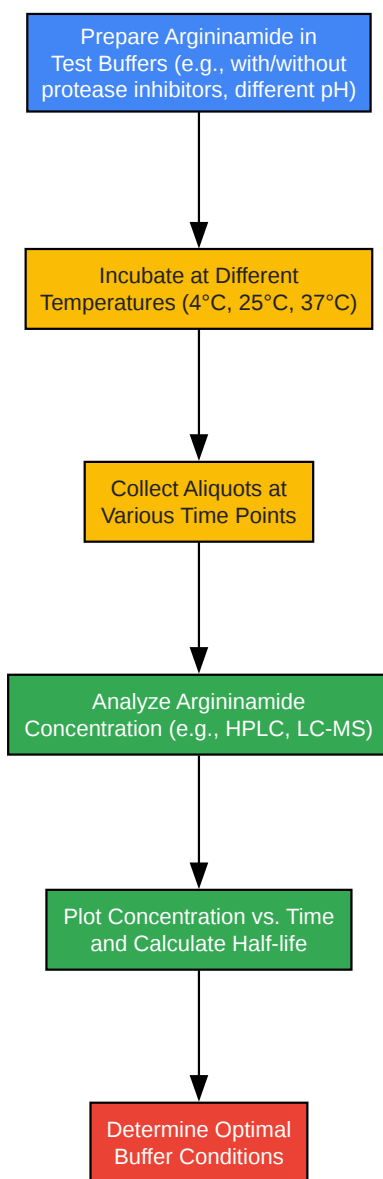 Prepare Argininamide in
Test Buffers (e.g., with/without
protease inhibitors, different pH)
Incubate at Different
Temperatures (4°C, 25°C, 37°C)
Collect Aliquots at
Various Time Points
Analyze Argininamide
Concentration (e.g., HPLC, LC-MS)
Plot Concentration vs. Time
and Calculate Half-life
Determine Optimal
Buffer Conditions